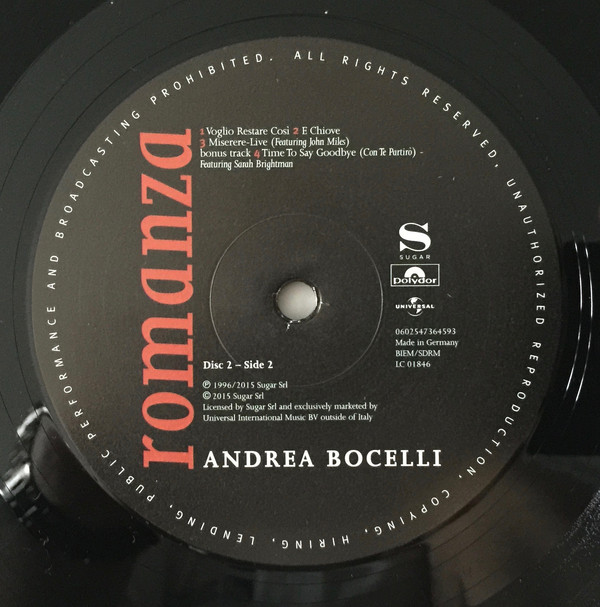 ALL RIGHTS RESERVED. UNAUTHORIZED REPRODUCTION, COPYING, HIRING, LENDING, PUBLIC PERFORMANCE AND BROADCASTING PROHIBITED.
romanza
1 Voglio Restare Così 2 E Chiove
3 Miserere-Live (Featuring John Miles)
bonus track 4 Time To Say Goodbye (Con Te Partirò) -
Featuring Sarah Brightman
S
SUGAR
polydor
UNIVERSAL
0602547364593
Made in Germany
BIEM/SDRM
LC 01846
Disc 2 – Side 2
℗ 1996/2015 Sugar Srl
© 2015 Sugar Srl
Licensed by Sugar Srl and exclusively marketed by
Universal International Music BV outside of Italy
ANDREA BOCELLI